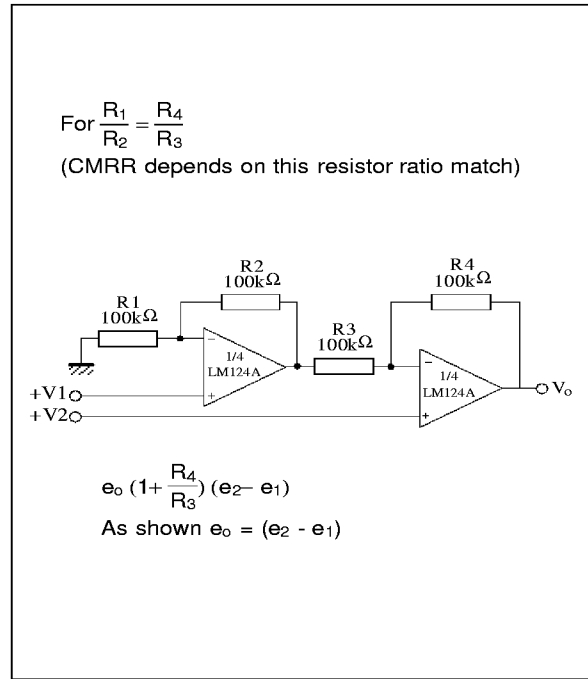 For R₁/R₂ = R₄/R₃
(CMRR depends on this resistor ratio match)
R1
100kΩ
R2
100kΩ
R3
100kΩ
R4
100kΩ
−
+
1/4
LM124A
−
+
1/4
LM124A
+V1
+V2
Vₒ
eₒ (1+ R₄/R₃) (e₂− e₁)
As shown eₒ = (e₂ - e₁)